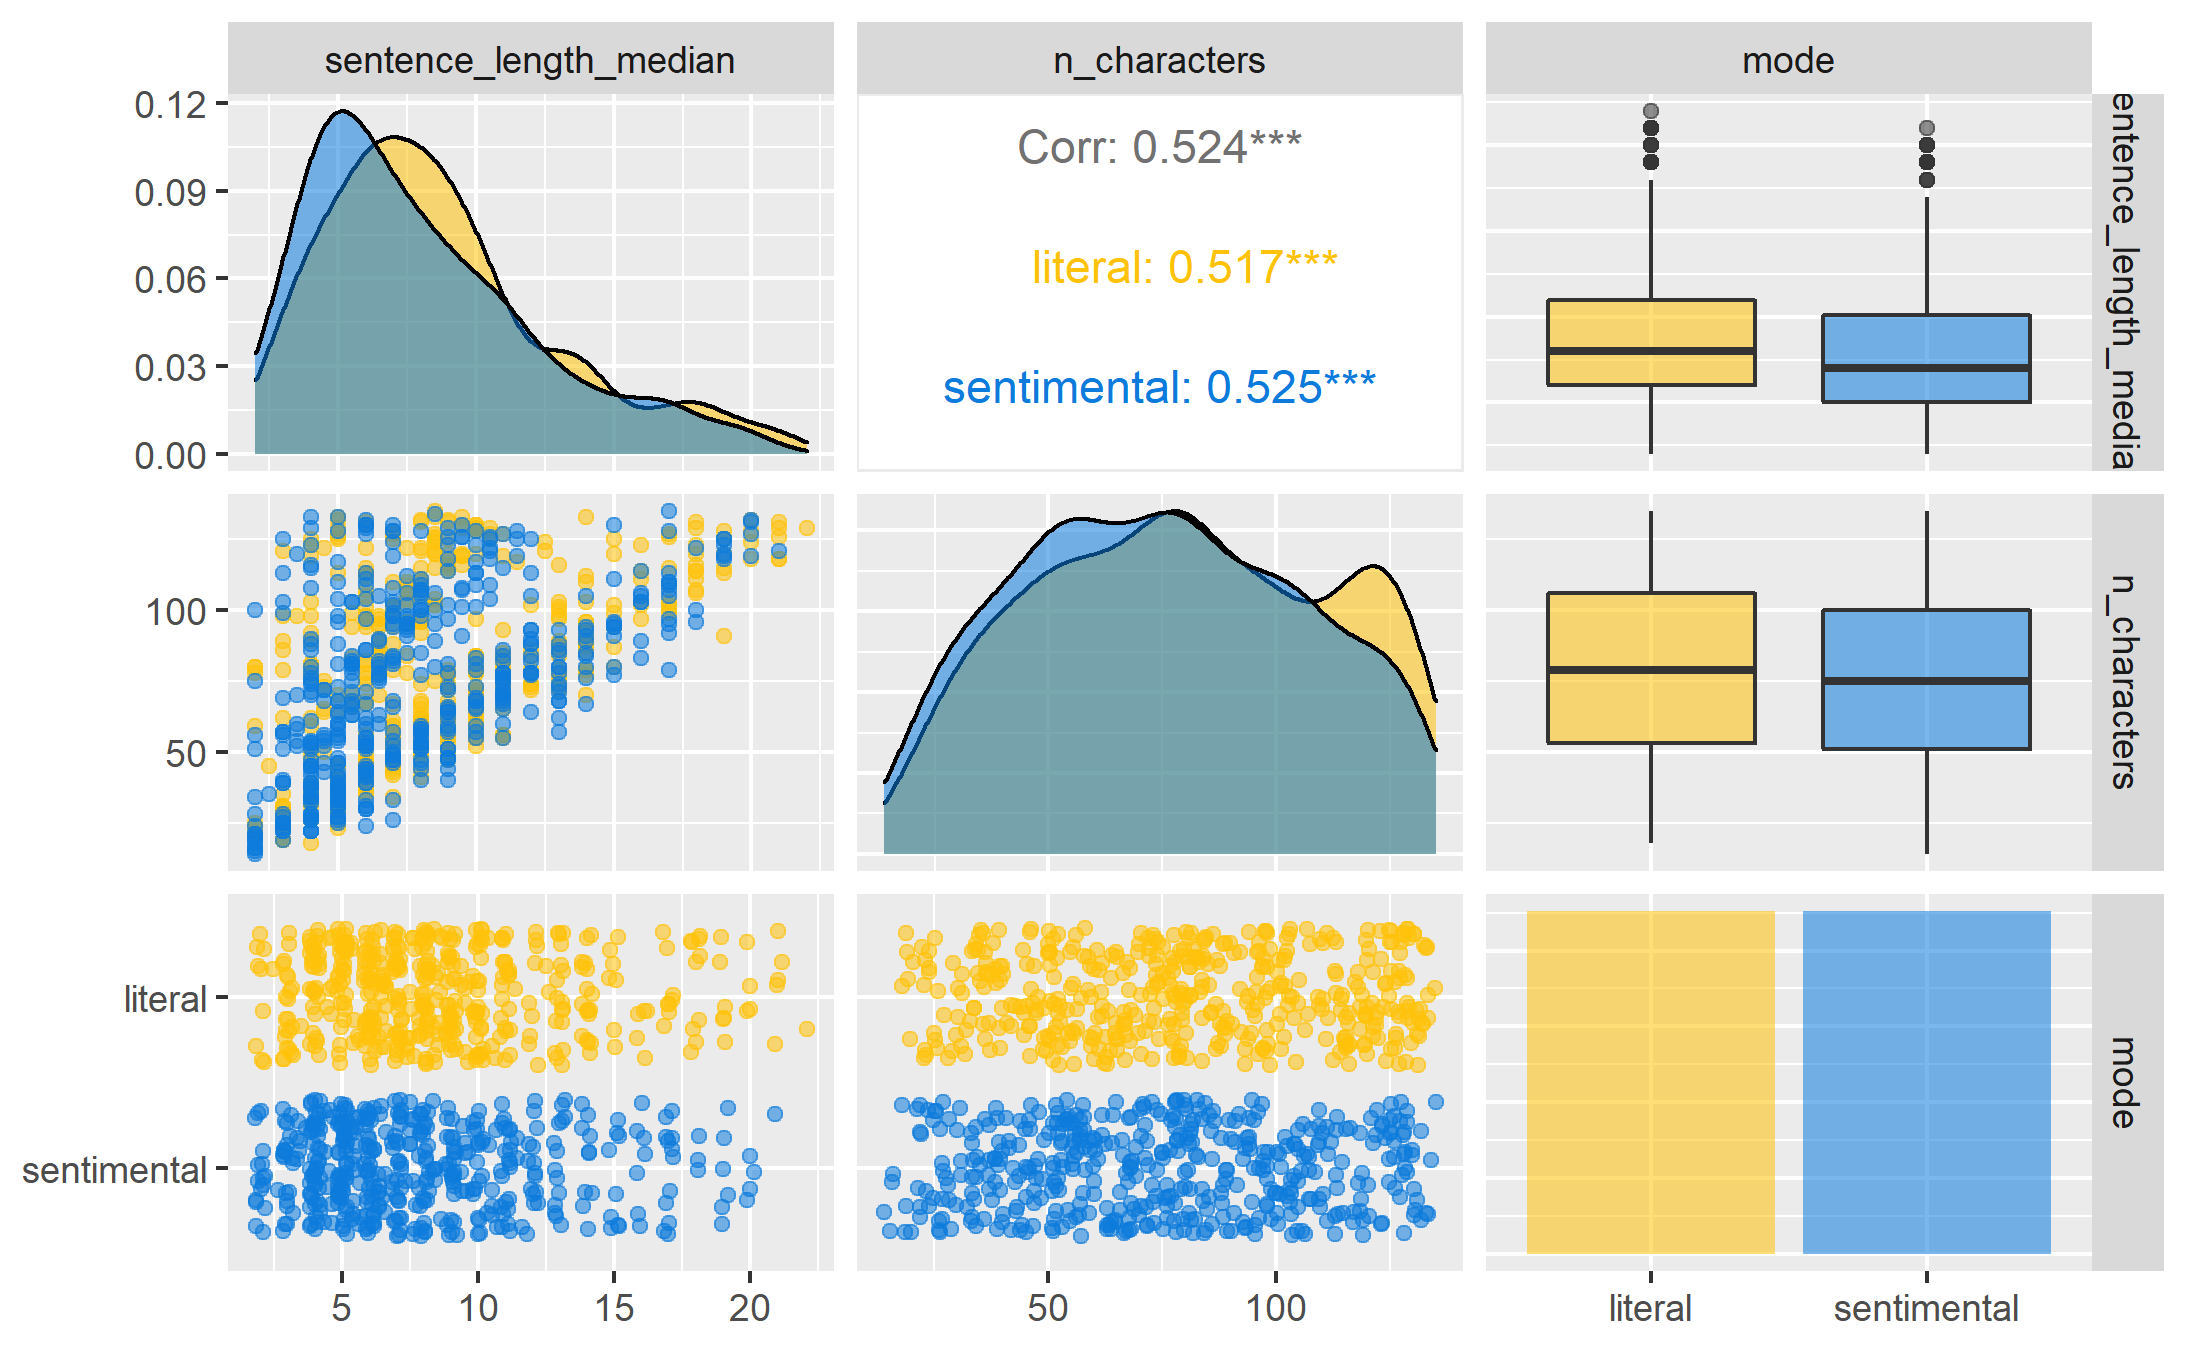 sentence_length_median
n_characters
mode
0.12
0.09
0.06
0.03
0.00
Corr: 0.524***
literal: 0.517***
sentimental: 0.525***
entence_length_media
100
50
n_characters
literal
sentimental
mode
5 10 15 20
50 100
literal sentimental